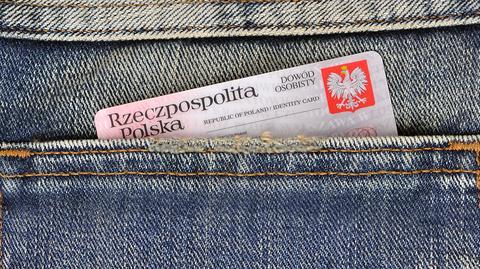 Rzeczpospolita
Polska
DOWÓD
OSOBISTY
REPUBLIC OF POLAND / IDENTITY CARD